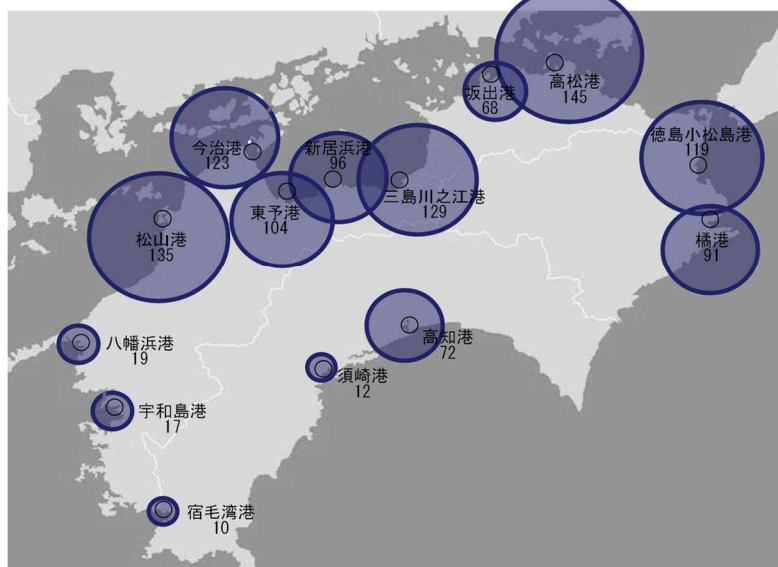 高松港
145
坂出港
68
徳島小松島港
119
今治港
123
新居浜港
96
三島川之江港
129
東予港
104
松山港
135
橘港
91
高知港
72
八幡浜港
19
須崎港
12
宇和島港
17
宿毛湾港
10